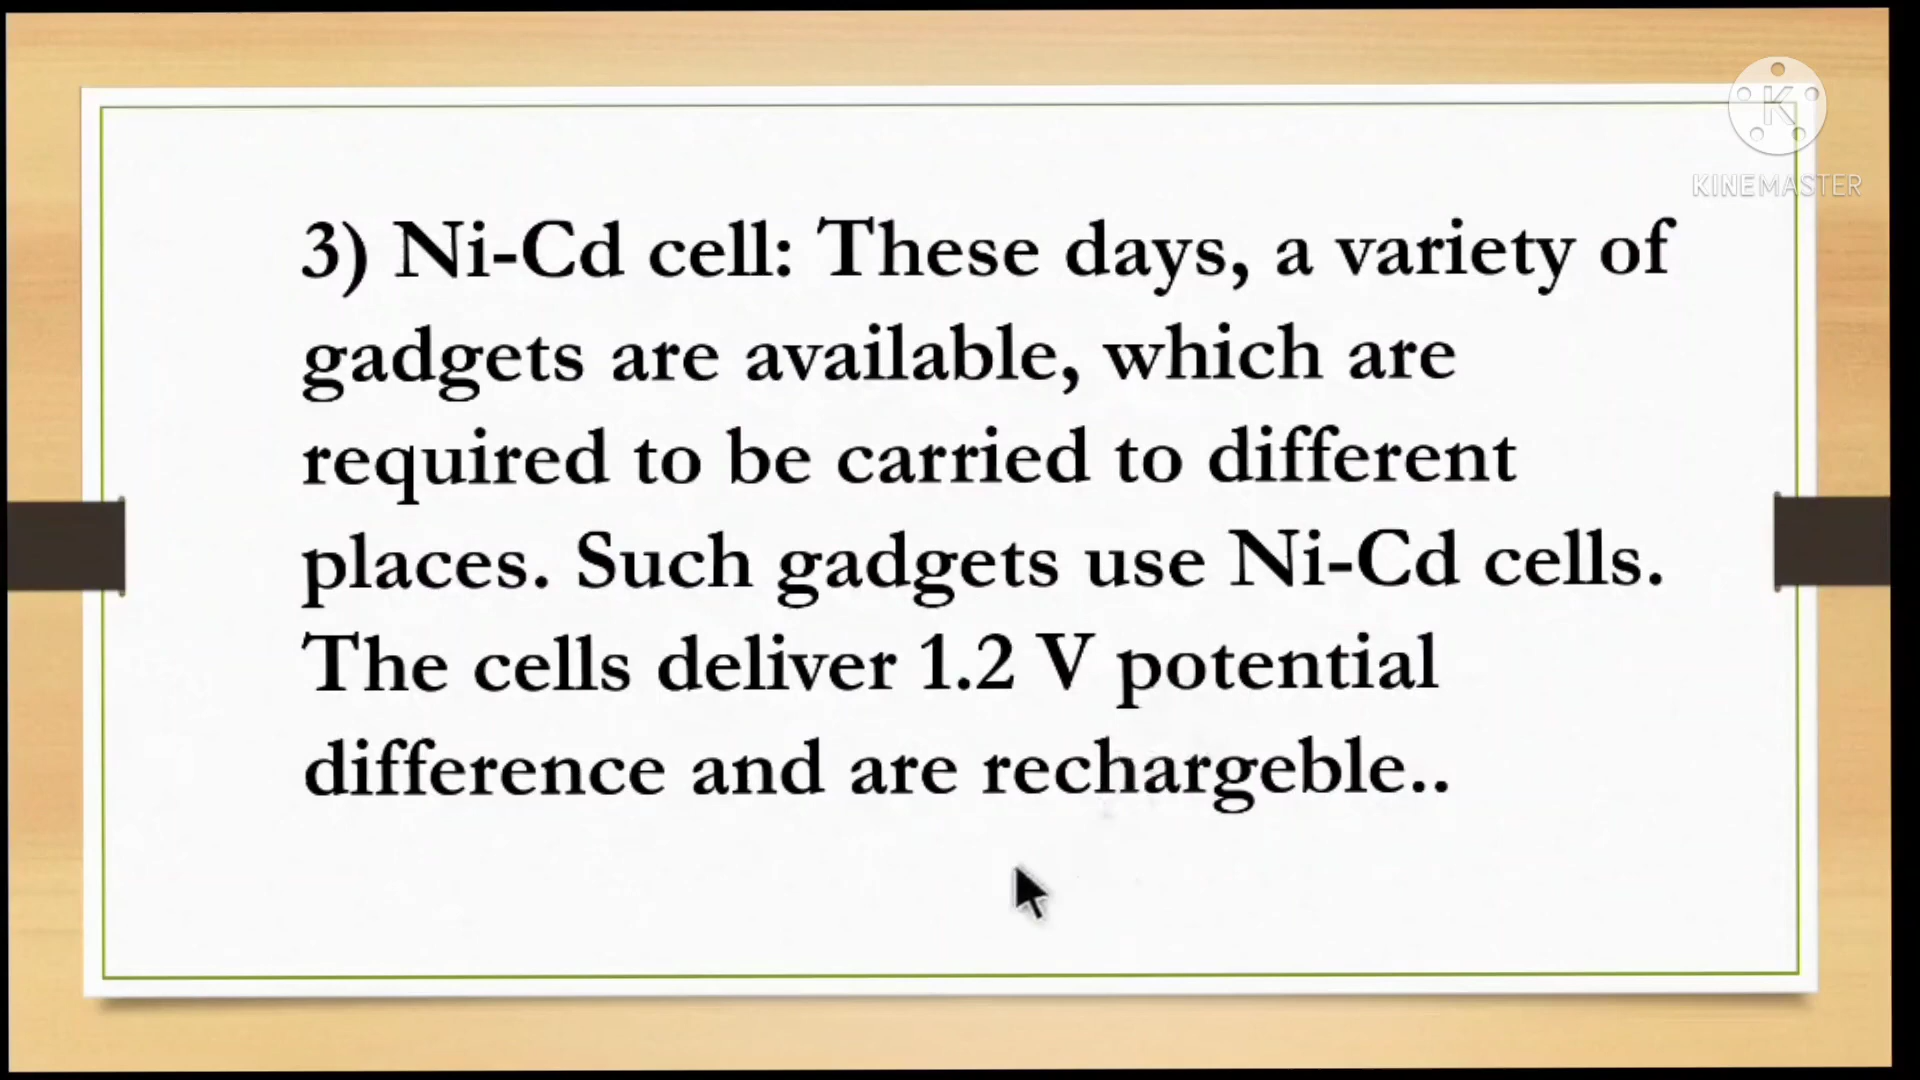 K
KINEMASTER
3) Ni-Cd cell: These days, a variety of
gadgets are available, which are
required to be carried to different
places. Such gadgets use Ni-Cd cells.
The cells deliver 1.2 V potential
difference and are rechargeble..